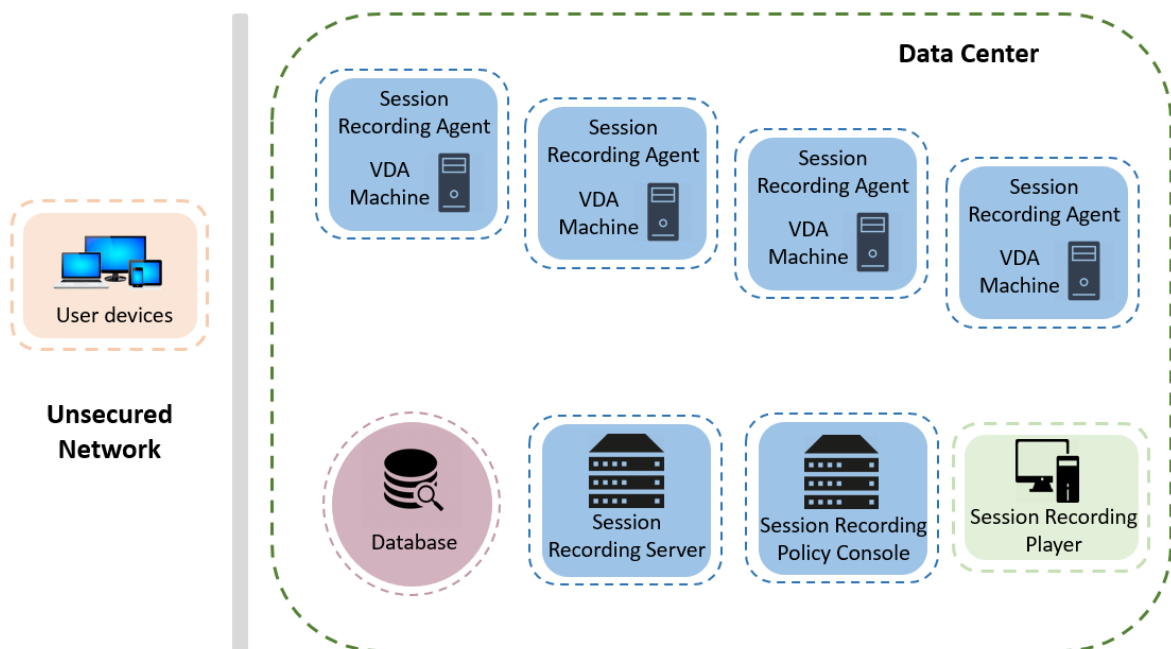 Data Center
Session
Recording Agent
VDA
Machine
Session
Recording Agent
VDA
Machine
Session
Recording Agent
VDA
Machine
Session
Recording Agent
VDA
Machine
User devices
Unsecured
Network
Database
Session
Recording Server
Session Recording
Policy Console
Session Recording
Player